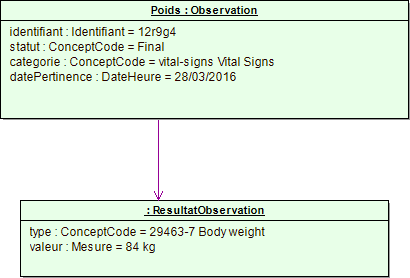 Poids : Observation
identifiant : Identifiant = 12r9g4
statut : ConceptCode = Final
categorie : ConceptCode = vital-signs Vital Signs
datePertinence : DateHeure = 28/03/2016
: ResultatObservation
type : ConceptCode = 29463-7 Body weight
valeur : Mesure = 84 kg